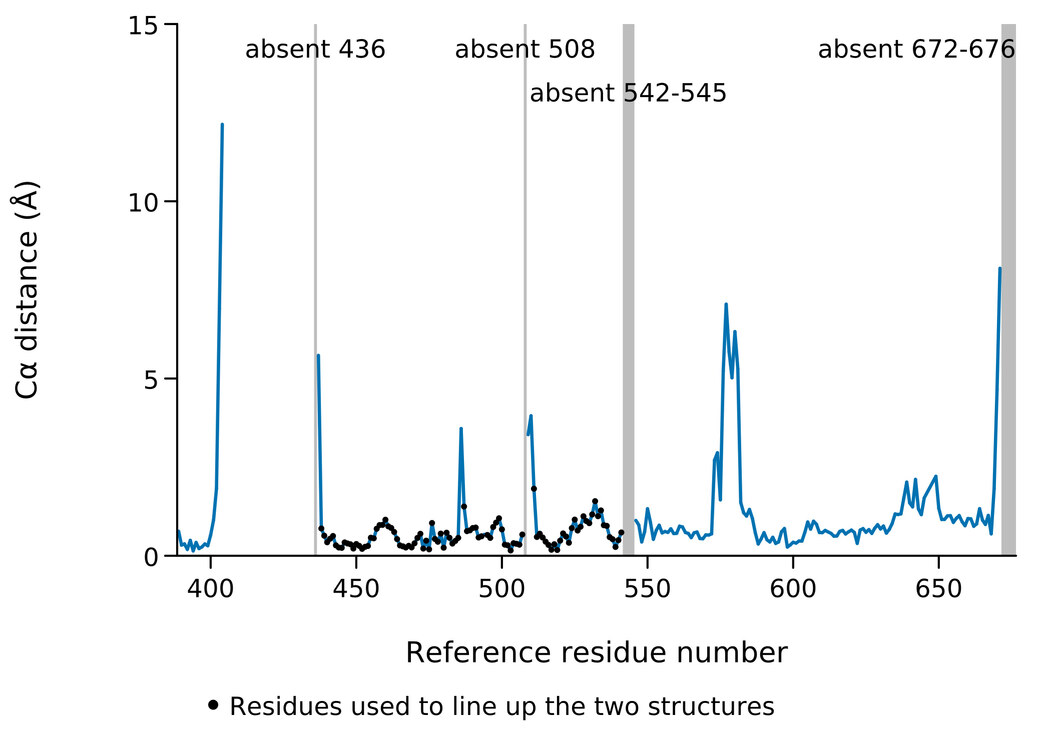 15
absent 436
absent 508
absent 672-676
absent 542-545
10
5
0
Cα distance (Å)
400 450 500 550 600 650
Reference residue number
Residues used to line up the two structures